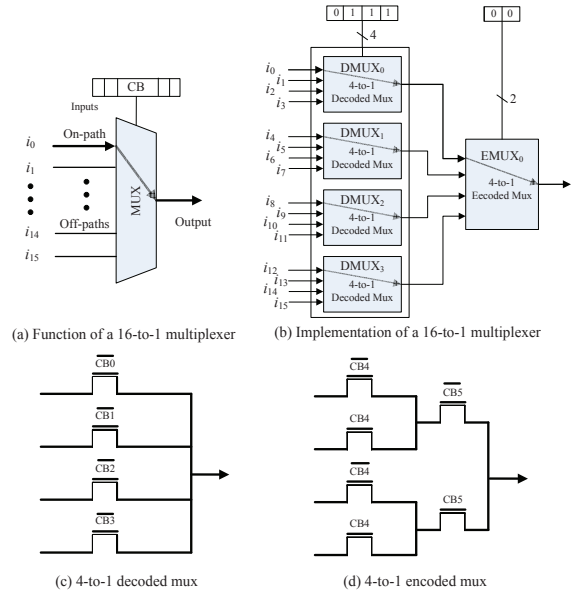 CB
Inputs
i0
On-path
i1
MUX
Output
Off-paths
i14
i15
(a) Function of a 16-to-1 multiplexer
0 1 1 1
4
0 0
2
i0
i1
i2
i3
DMUX0
4-to-1
Decoded Mux
i4
i5
i6
i7
DMUX1
4-to-1
Decoded Mux
i8
i9
i10
i11
DMUX2
4-to-1
Decoded Mux
i12
i13
i14
i15
DMUX3
4-to-1
Decoded Mux
EMUX0
4-to-1
Eecoded Mux
(b) Implementation of a 16-to-1 multiplexer
CB0
CB1
CB2
CB3
(c) 4-to-1 decoded mux
CB4
CB5
CB4
CB4
CB5
CB4
(d) 4-to-1 encoded mux